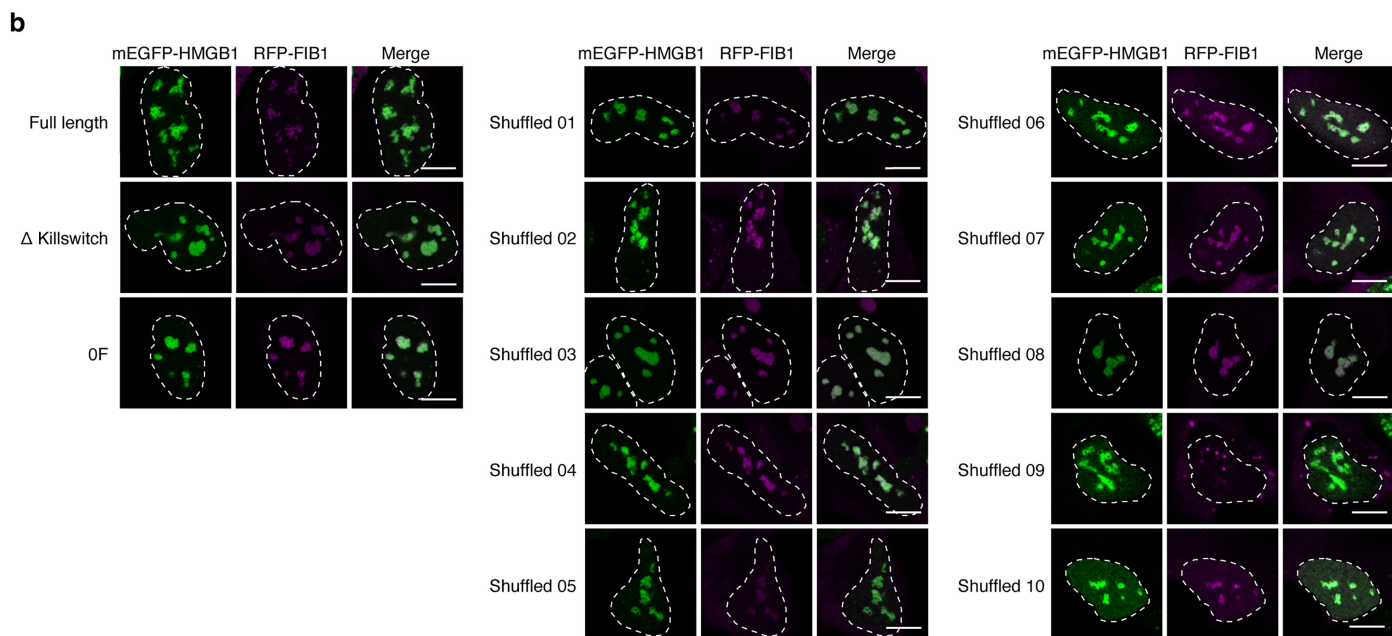 b
mEGFP-HMGB1 RFP-FIB1 Merge
Full length
Δ Killswitch
0F
mEGFP-HMGB1 RFP-FIB1 Merge
Shuffled 01
Shuffled 02
Shuffled 03
Shuffled 04
Shuffled 05
mEGFP-HMGB1 RFP-FIB1 Merge
Shuffled 06
Shuffled 07
Shuffled 08
Shuffled 09
Shuffled 10